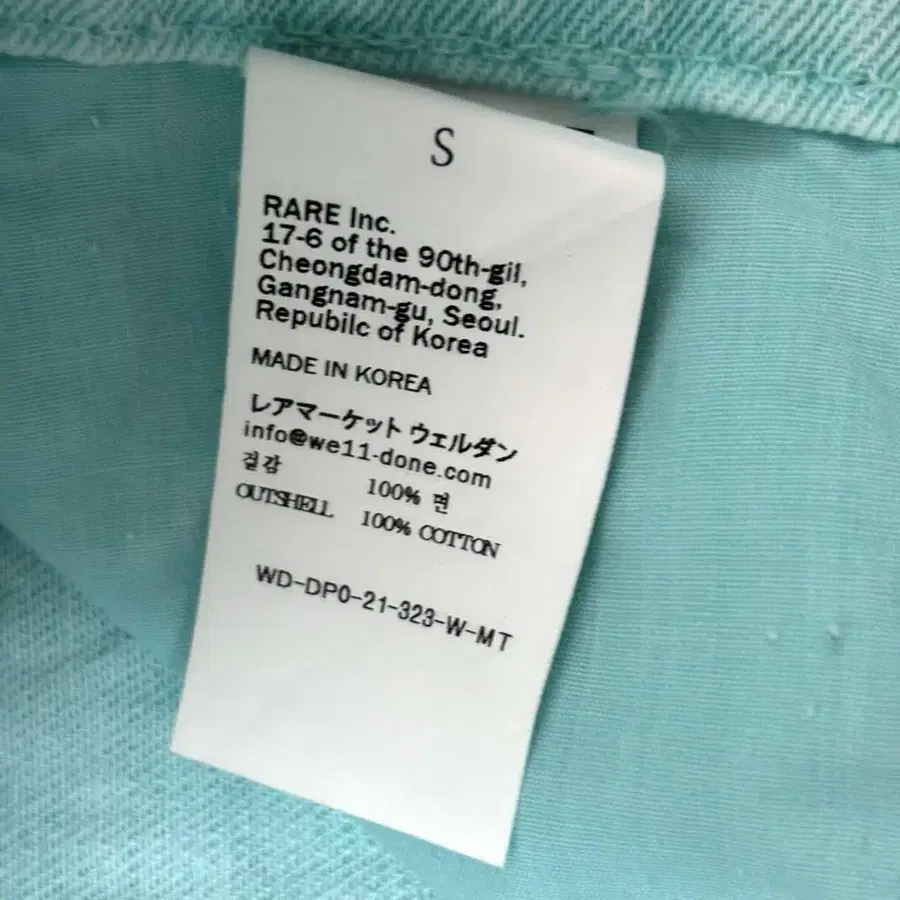 S
RARE Inc.
17-6 of the 90th-gil,
Cheongdam-dong,
Gangnam-gu, Seoul.
Repubilc of Korea
MADE IN KOREA
レアマーケット ウェルダン
info@we11-done.com
겉감 100% 면
OUTSHELL 100% COTTON
WD-DP0-21-323-W-MT